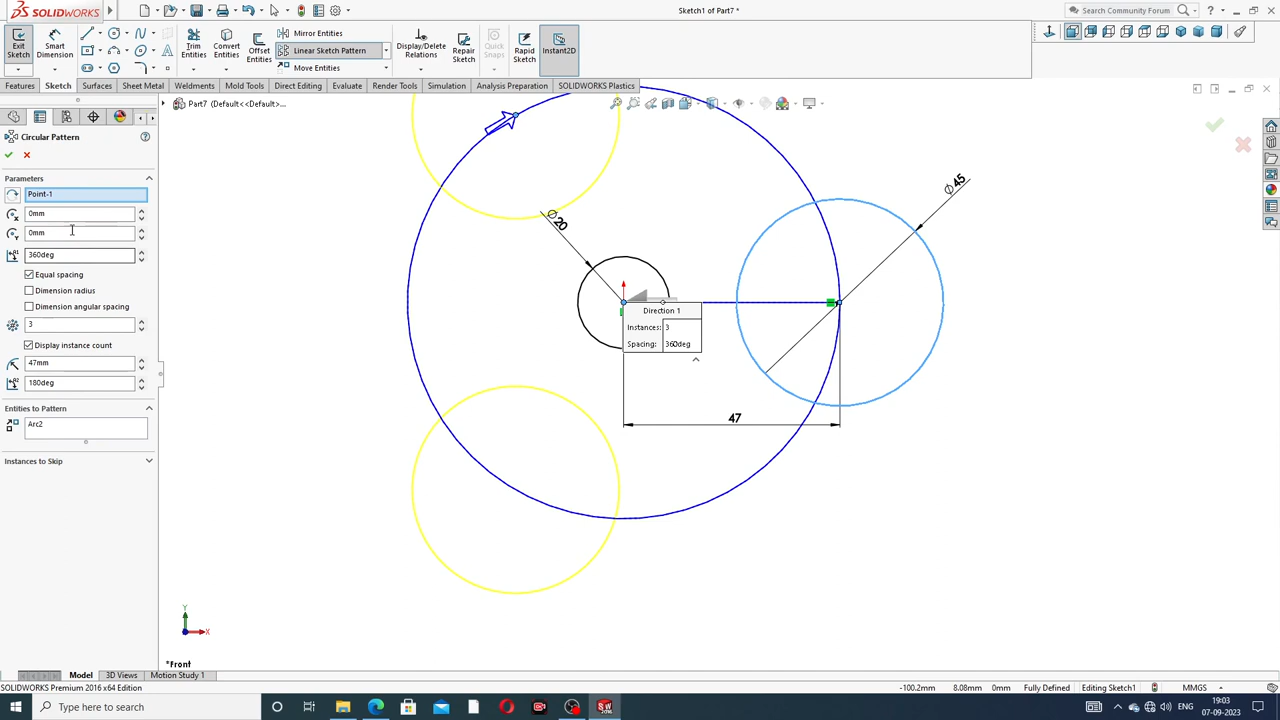 SOLIDWORKS
Sketch1 of Part7 *
Search Community Forum
Exit Sketch
Smart Dimension
Trim Entities
Convert Entities
Offset Entities
Mirror Entities
Linear Sketch Pattern
Move Entities
Display/Delete Relations
Repair Sketch
Quick Snaps
Rapid Sketch
Instant2D
Features
Sketch
Surfaces
Sheet Metal
Weldments
Mold Tools
Direct Editing
Evaluate
Render Tools
Simulation
Analysis Preparation
SOLIDWORKS Plastics
Part7 (Default<<Default>...
Circular Pattern
Parameters
Point-1
0mm
0mm
360deg
Equal spacing
Dimension radius
Dimension angular spacing
3
Display instance count
47mm
180deg
Entities to Pattern
Arc2
Instances to Skip
⌀20
⌀45
Direction 1
Instances: 3
Spacing: 360deg
47
Y
X
*Front
Model
3D Views
Motion Study 1
SOLIDWORKS Premium 2016 x64 Edition
-100.2mm 8.08mm 0mm Fully Defined Editing Sketch1 MMGS
Type here to search
ENG
19:03
07-09-2023